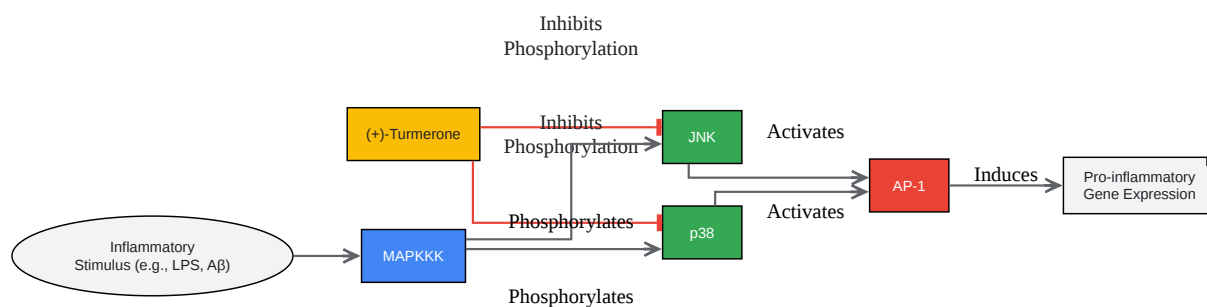 Inhibits
Phosphorylation
(+)-Turmerone
Inhibits
Phosphorylation
JNK
Activates
AP-1
Induces
Pro-inflammatory
Gene Expression
Phosphorylates
p38
Activates
Inflammatory
Stimulus (e.g., LPS, Aβ)
MAPKKK
Phosphorylates